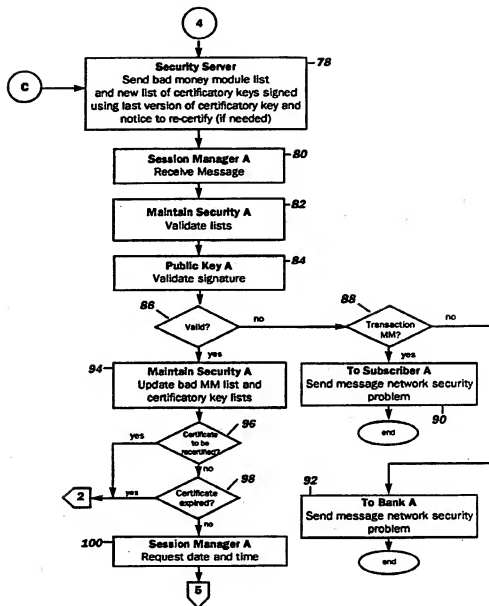 4
C
Security Server
Send bad money module list
and new list of certificatory keys signed
using last version of certificatory key and
notice to re-certify (if needed)
78
Session Manager A
Receive Message
80
Maintain Security A
Validate lists
82
Public Key A
Validate signature
84
86
Valid?
no
yes
88
Transaction
MM?
no
yes
94
Maintain Security A
Update bad MM list and
certificatory key lists
To Subscriber A
Send message network security
problem
90
end
96
Certificate
to be
recertified?
yes
no
98
Certificate
expired?
yes
2
no
92
To Bank A
Send message network security
problem
end
100
Session Manager A
Request date and time
5